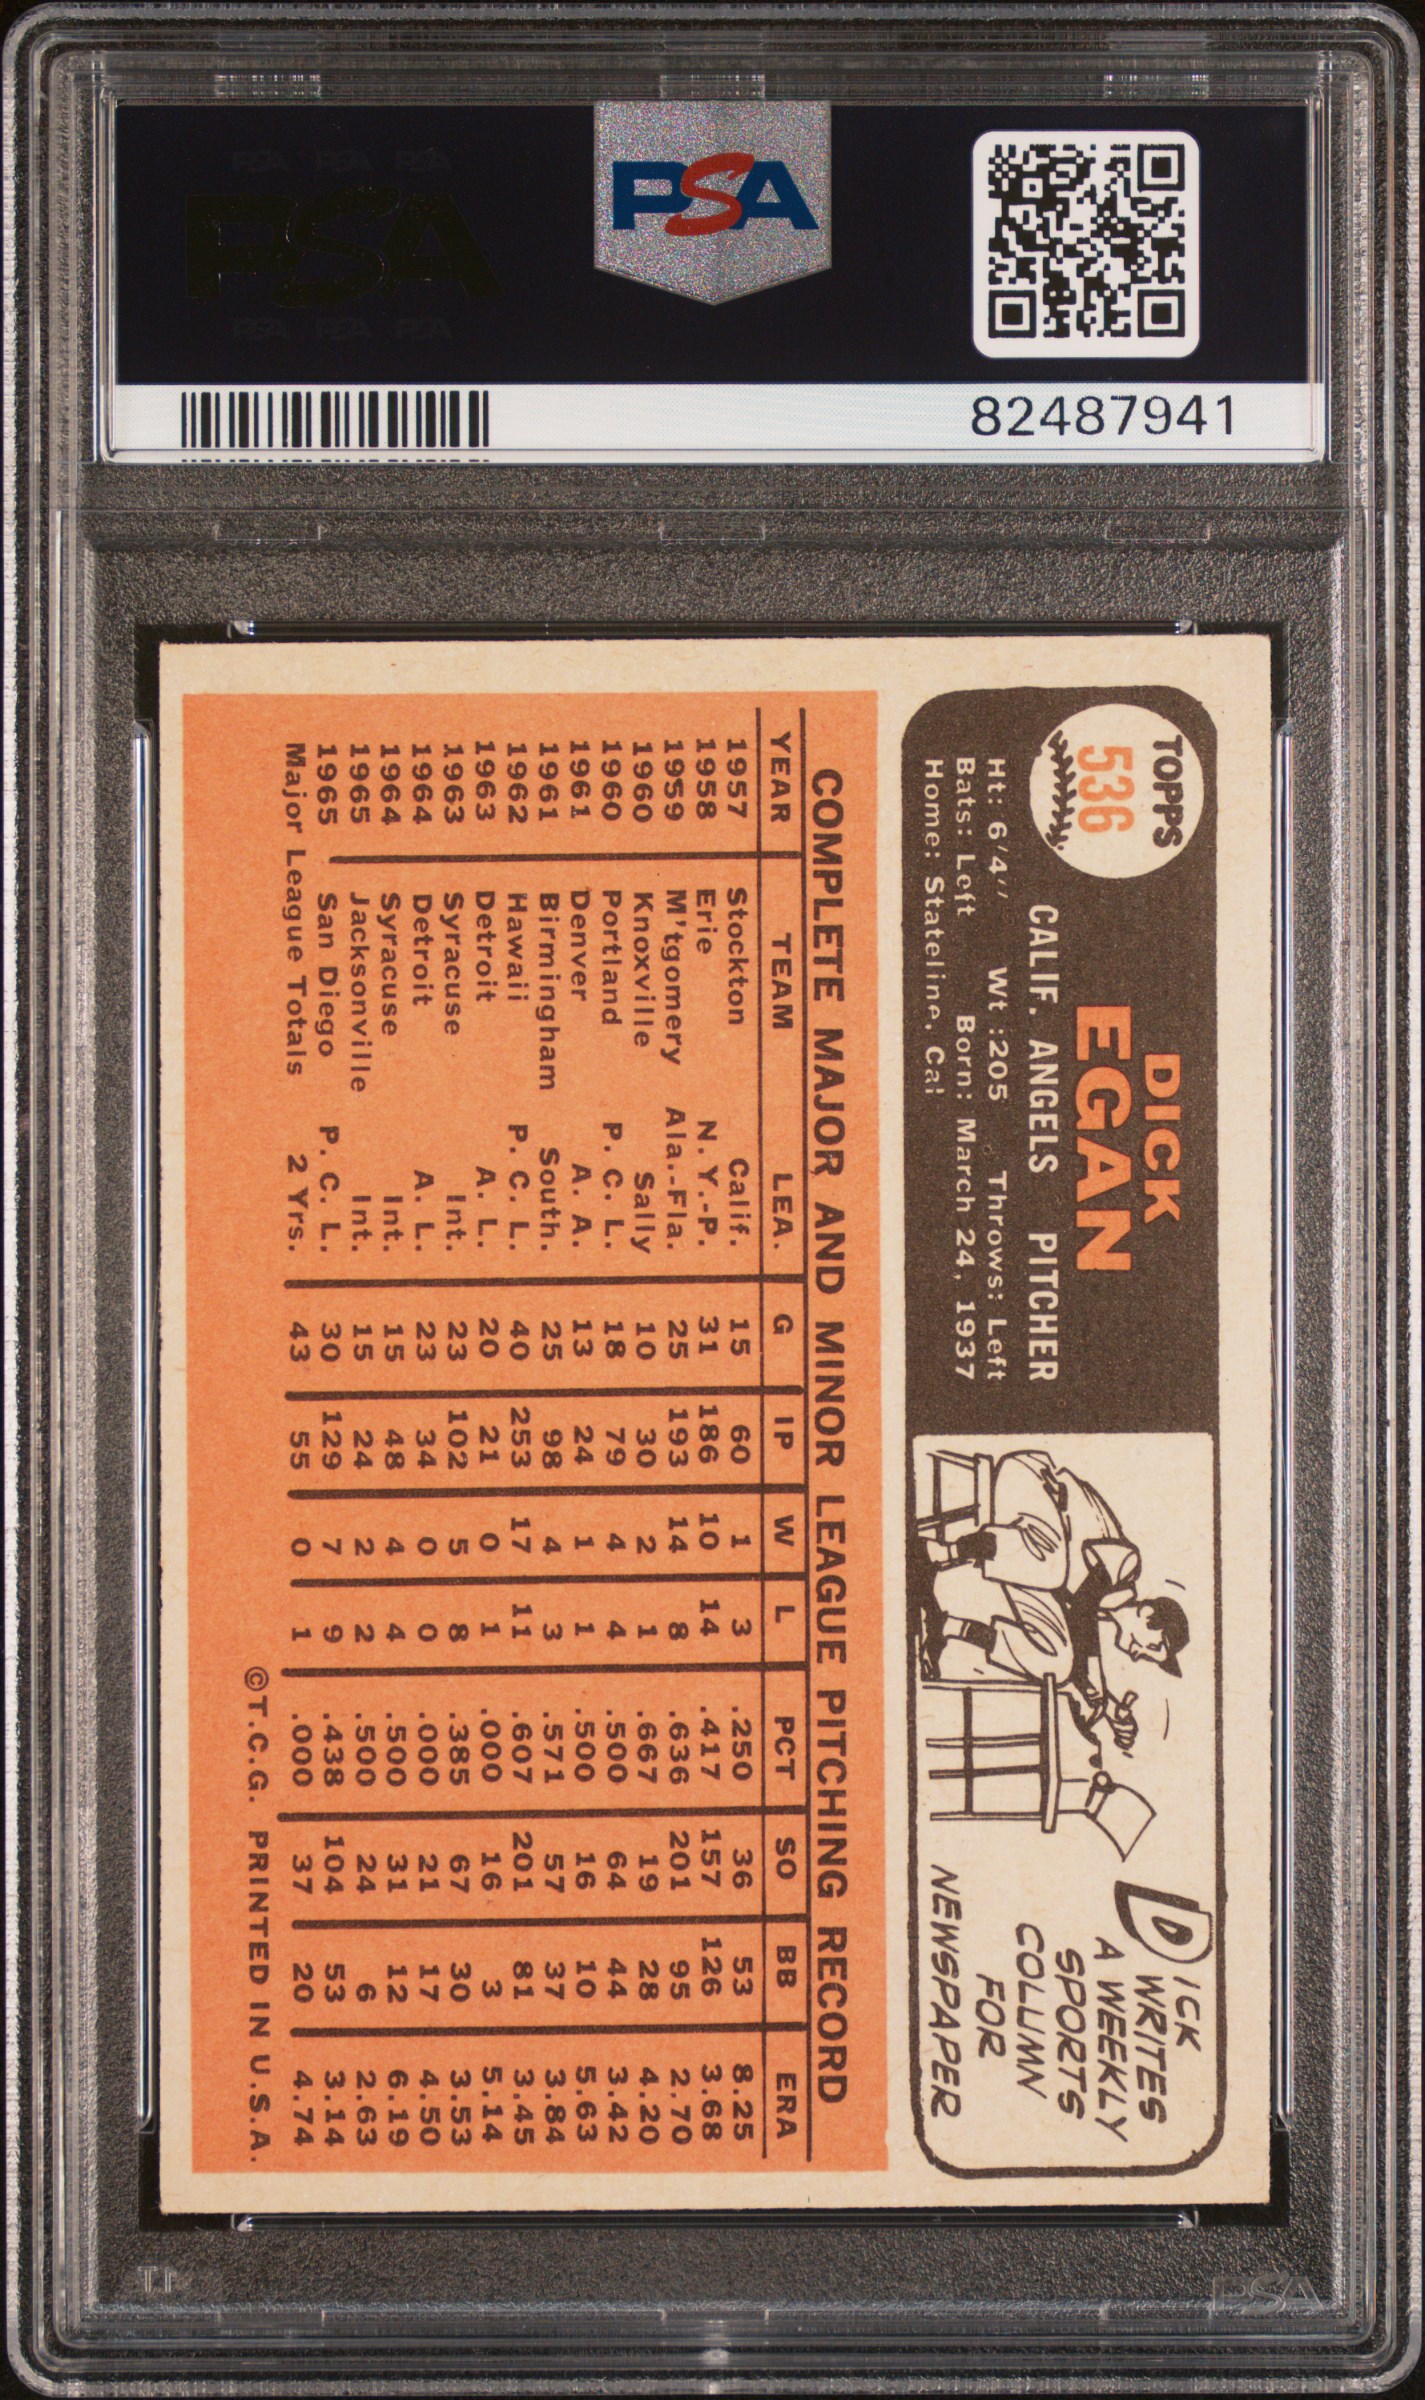 PSA
82487941
TOPPS
536
DICK
EGAN
CALIF. ANGELS PITCHER
Ht: 6'4'' Wt :205 Throws: Left
Bats: Left Born: March 24, 1937
Home: Stateline, Cal
DICK
WRITES
A WEEKLY
SPORTS
COLUMN
FOR
NEWSPAPER
COMPLETE MAJOR AND MINOR LEAGUE PITCHING RECORD
YEAR TEAM LEA. G IP W L PCT SO BB ERA
1957 Stockton Calif. 15 60 1 3 .250 36 53 8.25
1958 Erie N.Y.-P. 31 186 10 14 .417 157 126 3.68
1959 M'tgomery Ala.-Fla. 25 193 14 8 .636 201 95 2.70
1960 Knoxville Sally 10 30 2 1 .667 19 28 4.20
1960 Portland P. C. L. 18 79 4 4 .500 64 44 3.42
1961 Denver A. A. 13 24 1 1 .500 16 10 5.63
1961 Birmingham South. 25 98 4 3 .571 57 37 3.84
1962 Hawaii P. C. L. 40 253 17 11 .607 201 81 3.45
1963 Detroit A. L. 20 21 0 1 .000 16 3 5.14
1963 Syracuse Int. 23 102 5 8 .385 67 30 3.53
1964 Detroit A. L. 23 34 0 0 .000 21 17 4.50
1964 Syracuse Int. 15 48 4 4 .500 31 12 6.19
1965 Jacksonville Int. 15 24 2 2 .500 24 6 2.63
1965 San Diego P. C. L. 30 129 7 9 .438 104 53 3.14
Major League Totals 2 Yrs. 43 55 0 1 .000 37 20 4.74
©T.C.G. PRINTED IN U.S.A.
PSA